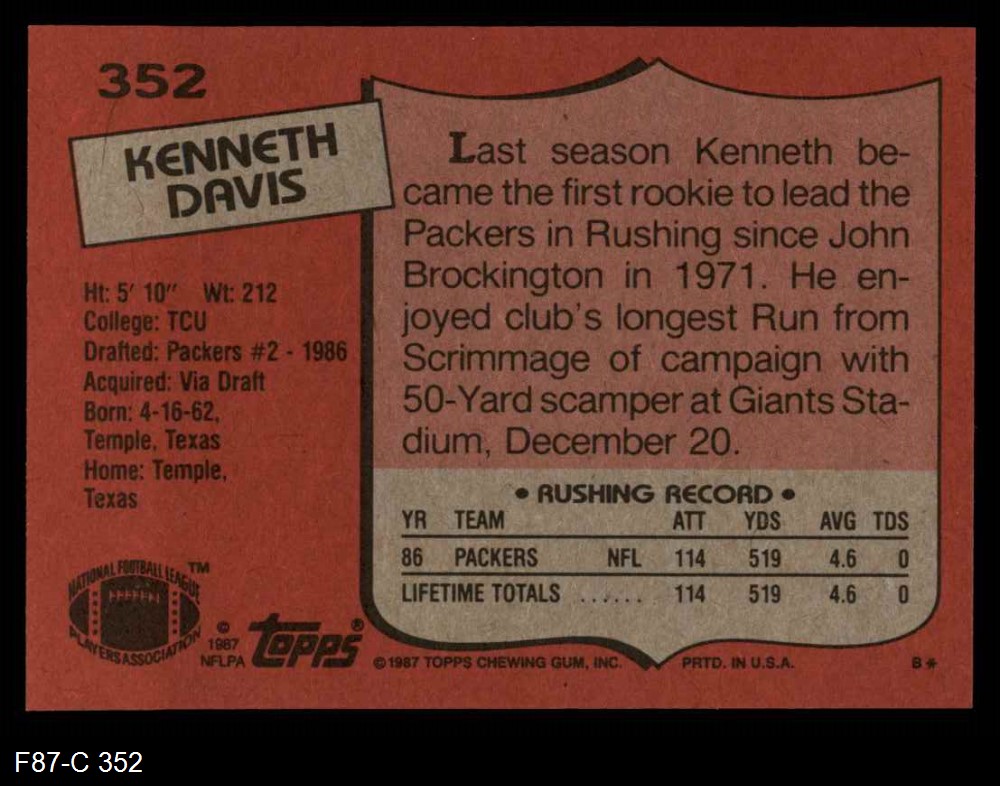 352
KENNETH
DAVIS
Ht: 5' 10" Wt: 212
College: TCU
Drafted: Packers #2 - 1986
Acquired: Via Draft
Born: 4-16-62,
Temple, Texas
Home: Temple,
Texas
Last season Kenneth be-
came the first rookie to lead the
Packers in Rushing since John
Brockington in 1971. He en-
joyed club's longest Run from
Scrimmage of campaign with
50-Yard scamper at Giants Sta-
dium, December 20.
• RUSHING RECORD •
YR TEAM ATT YDS AVG TDS
86 PACKERS NFL 114 519 4.6 0
LIFETIME TOTALS ...... 114 519 4.6 0
NATIONAL FOOTBALL LEAGUE ™
PLAYERS ASSOCIATION
© 1987 NFLPA
topps®
© 1987 TOPPS CHEWING GUM, INC. PRTD. IN U.S.A. B*
F87-C 352